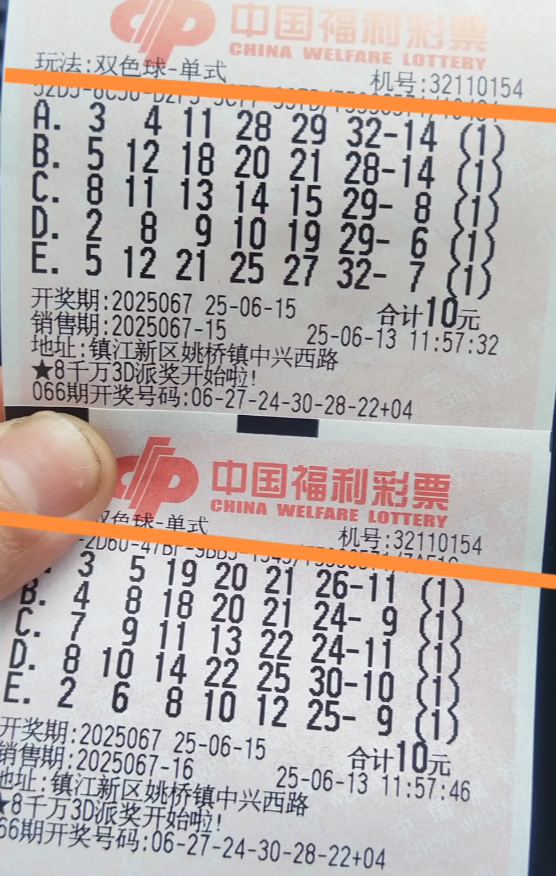 中国福利彩票
CHINA WELFARE LOTTERY
玩法:双色球-单式
机号:32110154
A. 3 4 11 28 29 32-14 (1)
B. 5 12 18 20 21 28-14 (1)
C. 8 11 13 14 15 29- 8 (1)
D. 2 8 9 10 19 29- 6 (1)
E. 5 12 21 25 27 32- 7 (1)
开奖期:2025067 25-06-15 合计10元
销售期:2025067-15 25-06-13 11:57:32
地址:镇江新区姚桥镇中兴西路
★8千万3D派奖开始啦!
066期开奖号码:06-27-24-30-28-22+04
中国福利彩票
CHINA WELFARE LOTTERY
双色球-单式
机号:32110154
3 5 19 20 21 26-11 (1)
B. 4 8 18 20 21 24- 9 (1)
C. 7 9 11 13 22 24-11 (1)
D. 8 10 14 22 25 30-10 (1)
E. 2 6 8 10 12 25- 9 (1)
开奖期:2025067 25-06-15 合计10元
销售期:2025067-16 25-06-13 11:57:46
地址:镇江新区姚桥镇中兴西路
★8千万3D派奖开始啦!
66期开奖号码:06-27-24-30-28-22+04